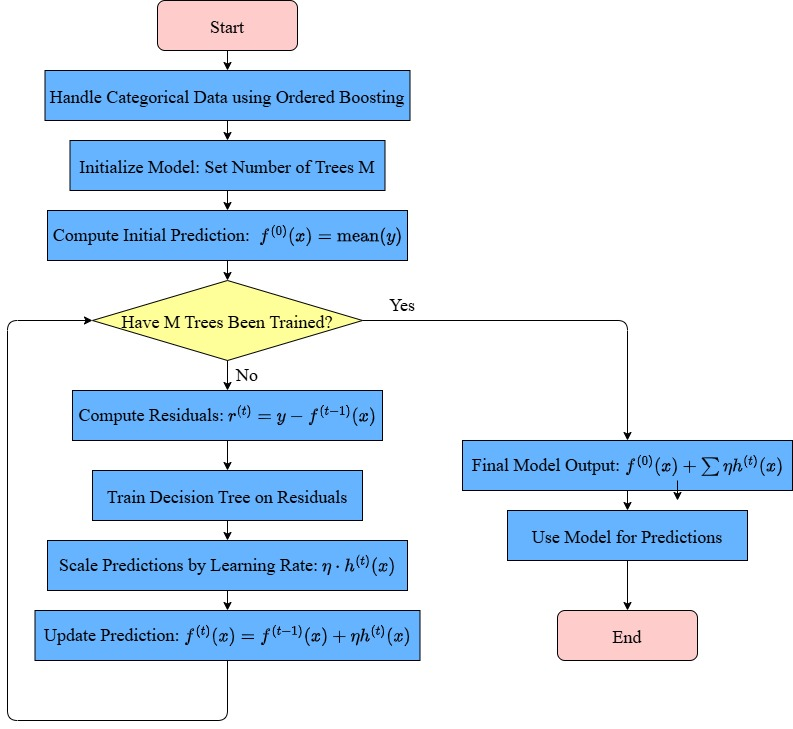 Start
Handle Categorical Data using Ordered Boosting
Initialize Model: Set Number of Trees M
Compute Initial Prediction: f^{(0)}(x) = mean(y)
Have M Trees Been Trained?
Yes
No
Compute Residuals: r^{(t)} = y − f^{(t−1)}(x)
Train Decision Tree on Residuals
Scale Predictions by Learning Rate: η · h^{(t)}(x)
Update Prediction: f^{(t)}(x) = f^{(t−1)}(x) + ηh^{(t)}(x)
Final Model Output: f^{(0)}(x) + ∑ ηh^{(t)}(x)
Use Model for Predictions
End